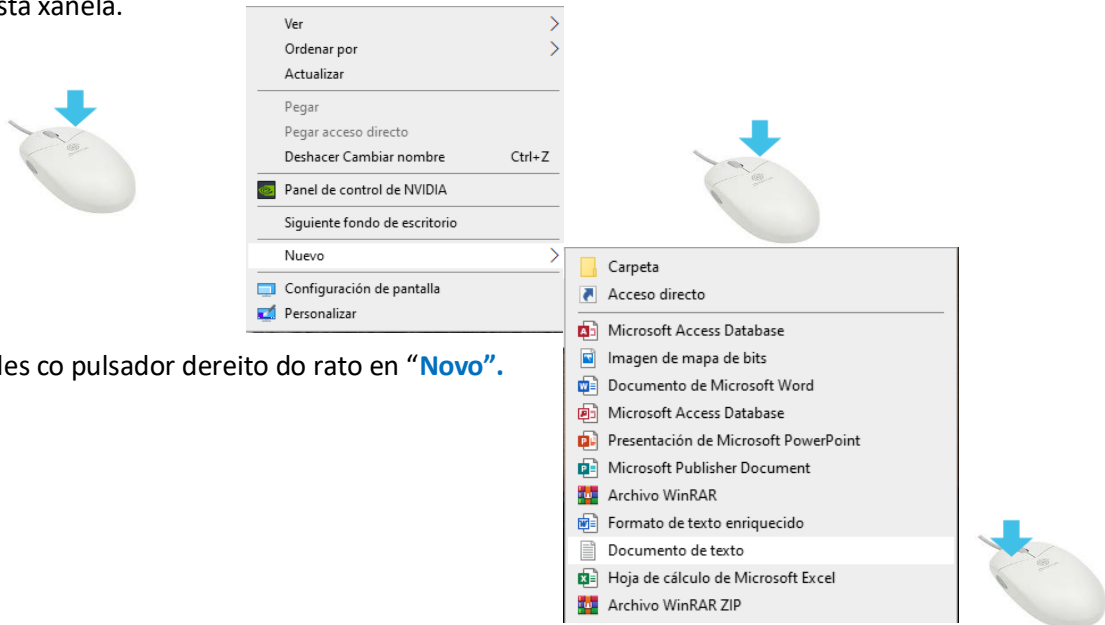 sta xanela.
Ver
Ordenar por
Actualizar
Pegar
Pegar acceso directo
Deshacer Cambiar nombre Ctrl+Z
Panel de control de NVIDIA
Siguiente fondo de escritorio
Nuevo
Configuración de pantalla
Personalizar
les co pulsador dereito do rato en “Novo”.
Carpeta
Acceso directo
Microsoft Access Database
Imagen de mapa de bits
Documento de Microsoft Word
Microsoft Access Database
Presentación de Microsoft PowerPoint
Microsoft Publisher Document
Archivo WinRAR
Formato de texto enriquecido
Documento de texto
Hoja de cálculo de Microsoft Excel
Archivo WinRAR ZIP